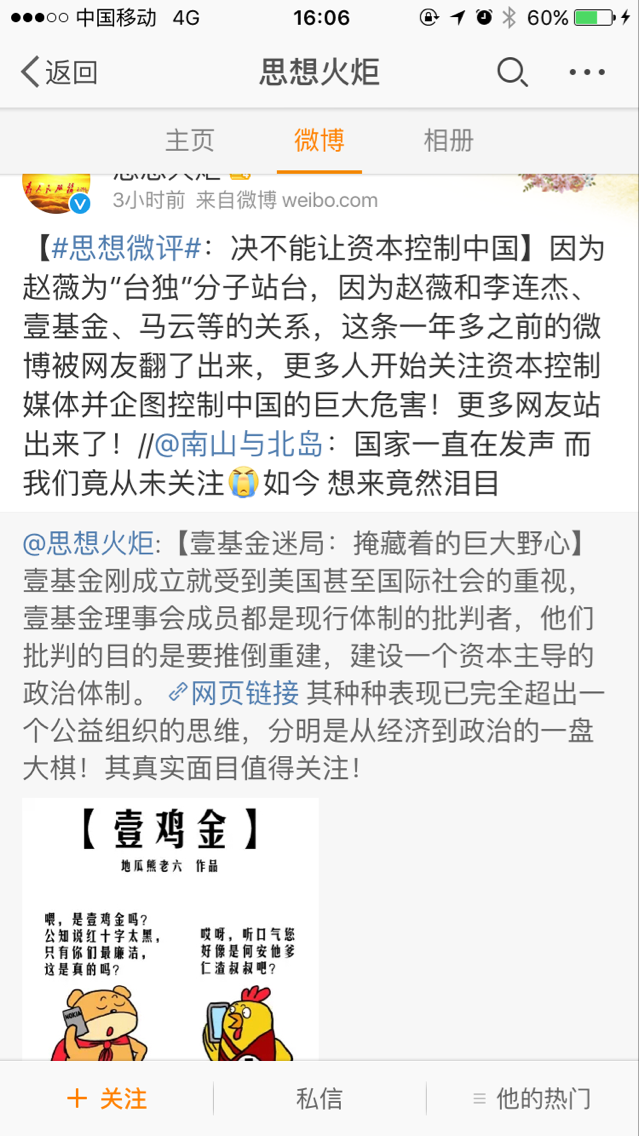 中国移动 4G 16:06 60%
返回 思想火炬
主页 微博 相册
思想火炬
3小时前 来自微博 weibo.com
【#思想微评#：决不能让资本控制中国】因为
赵薇为“台独”分子站台，因为赵薇和李连杰、
壹基金、马云等的关系，这条一年多之前的微
博被网友翻了出来，更多人开始关注资本控制
媒体并企图控制中国的巨大危害！更多网友站
出来了！//@南山与北岛：国家一直在发声 而
我们竟从未关注😭如今 想来竟然泪目
@思想火炬:【壹基金迷局：掩藏着的巨大野心】
壹基金刚成立就受到美国甚至国际社会的重视，
壹基金理事会成员都是现行体制的批判者，他们
批判的目的是要推倒重建，建设一个资本主导的
政治体制。 网页链接 其种种表现已完全超出一
个公益组织的思维，分明是从经济到政治的一盘
大棋！其真实面目值得关注！
【壹鸡金】
地瓜熊老六 作品
喂，是壹鸡金吗？
公知说红十字太黑，
只有你们最廉洁，
这是真的吗？
哎呀，听口气您
好像是何安他爹
仁渣叔叔吧？
NOKIA
+ 关注 私信 他的热门